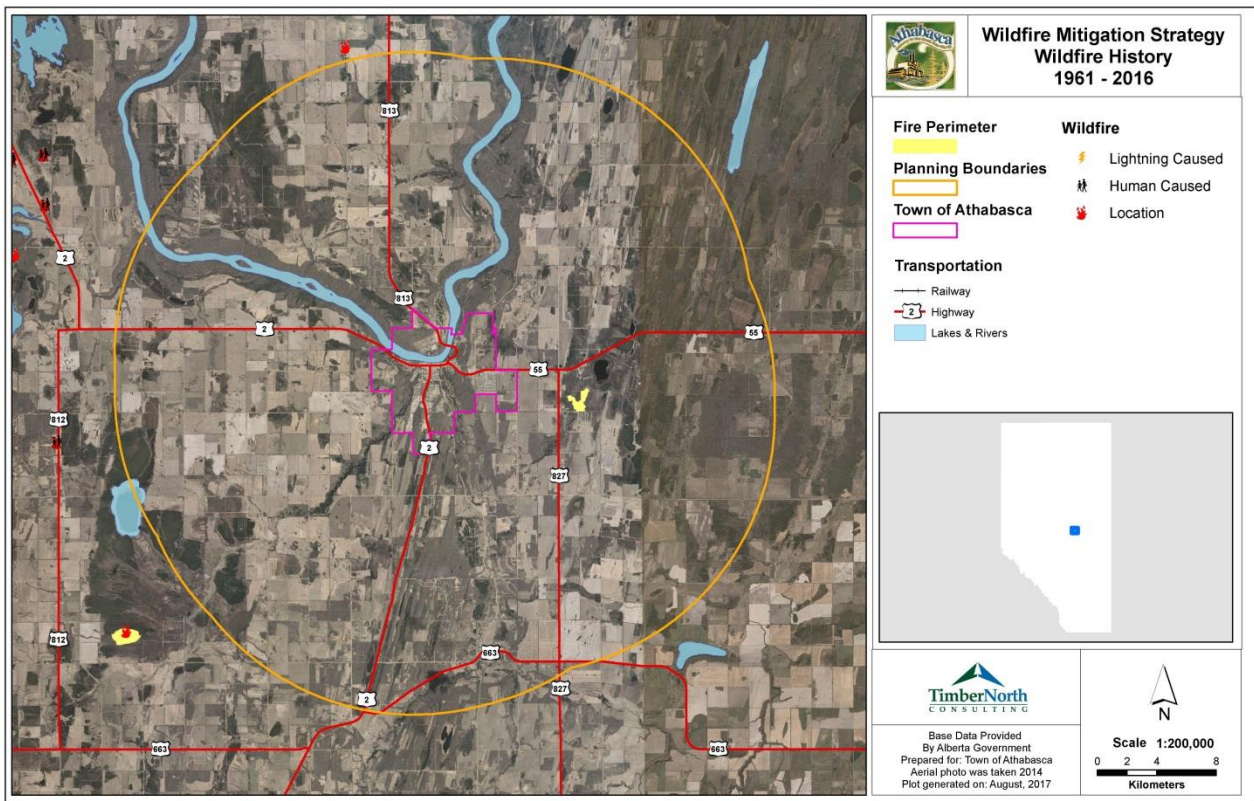 813
2
813
2
55
55
812
2
827
812
663
2
827
663
663
Athabasca
Wildfire Mitigation Strategy
Wildfire History
1961 - 2016
Fire Perimeter
Planning Boundaries
Town of Athabasca
Transportation
Railway
2 Highway
Lakes & Rivers
Wildfire
Lightning Caused
Human Caused
Location
TimberNorth
CONSULTING
Base Data Provided
By Alberta Government
Prepared for: Town of Athabasca
Aerial photo was taken 2014
Plot generated on: August, 2017
N
Scale 1:200,000
0 2 4 8
Kilometers